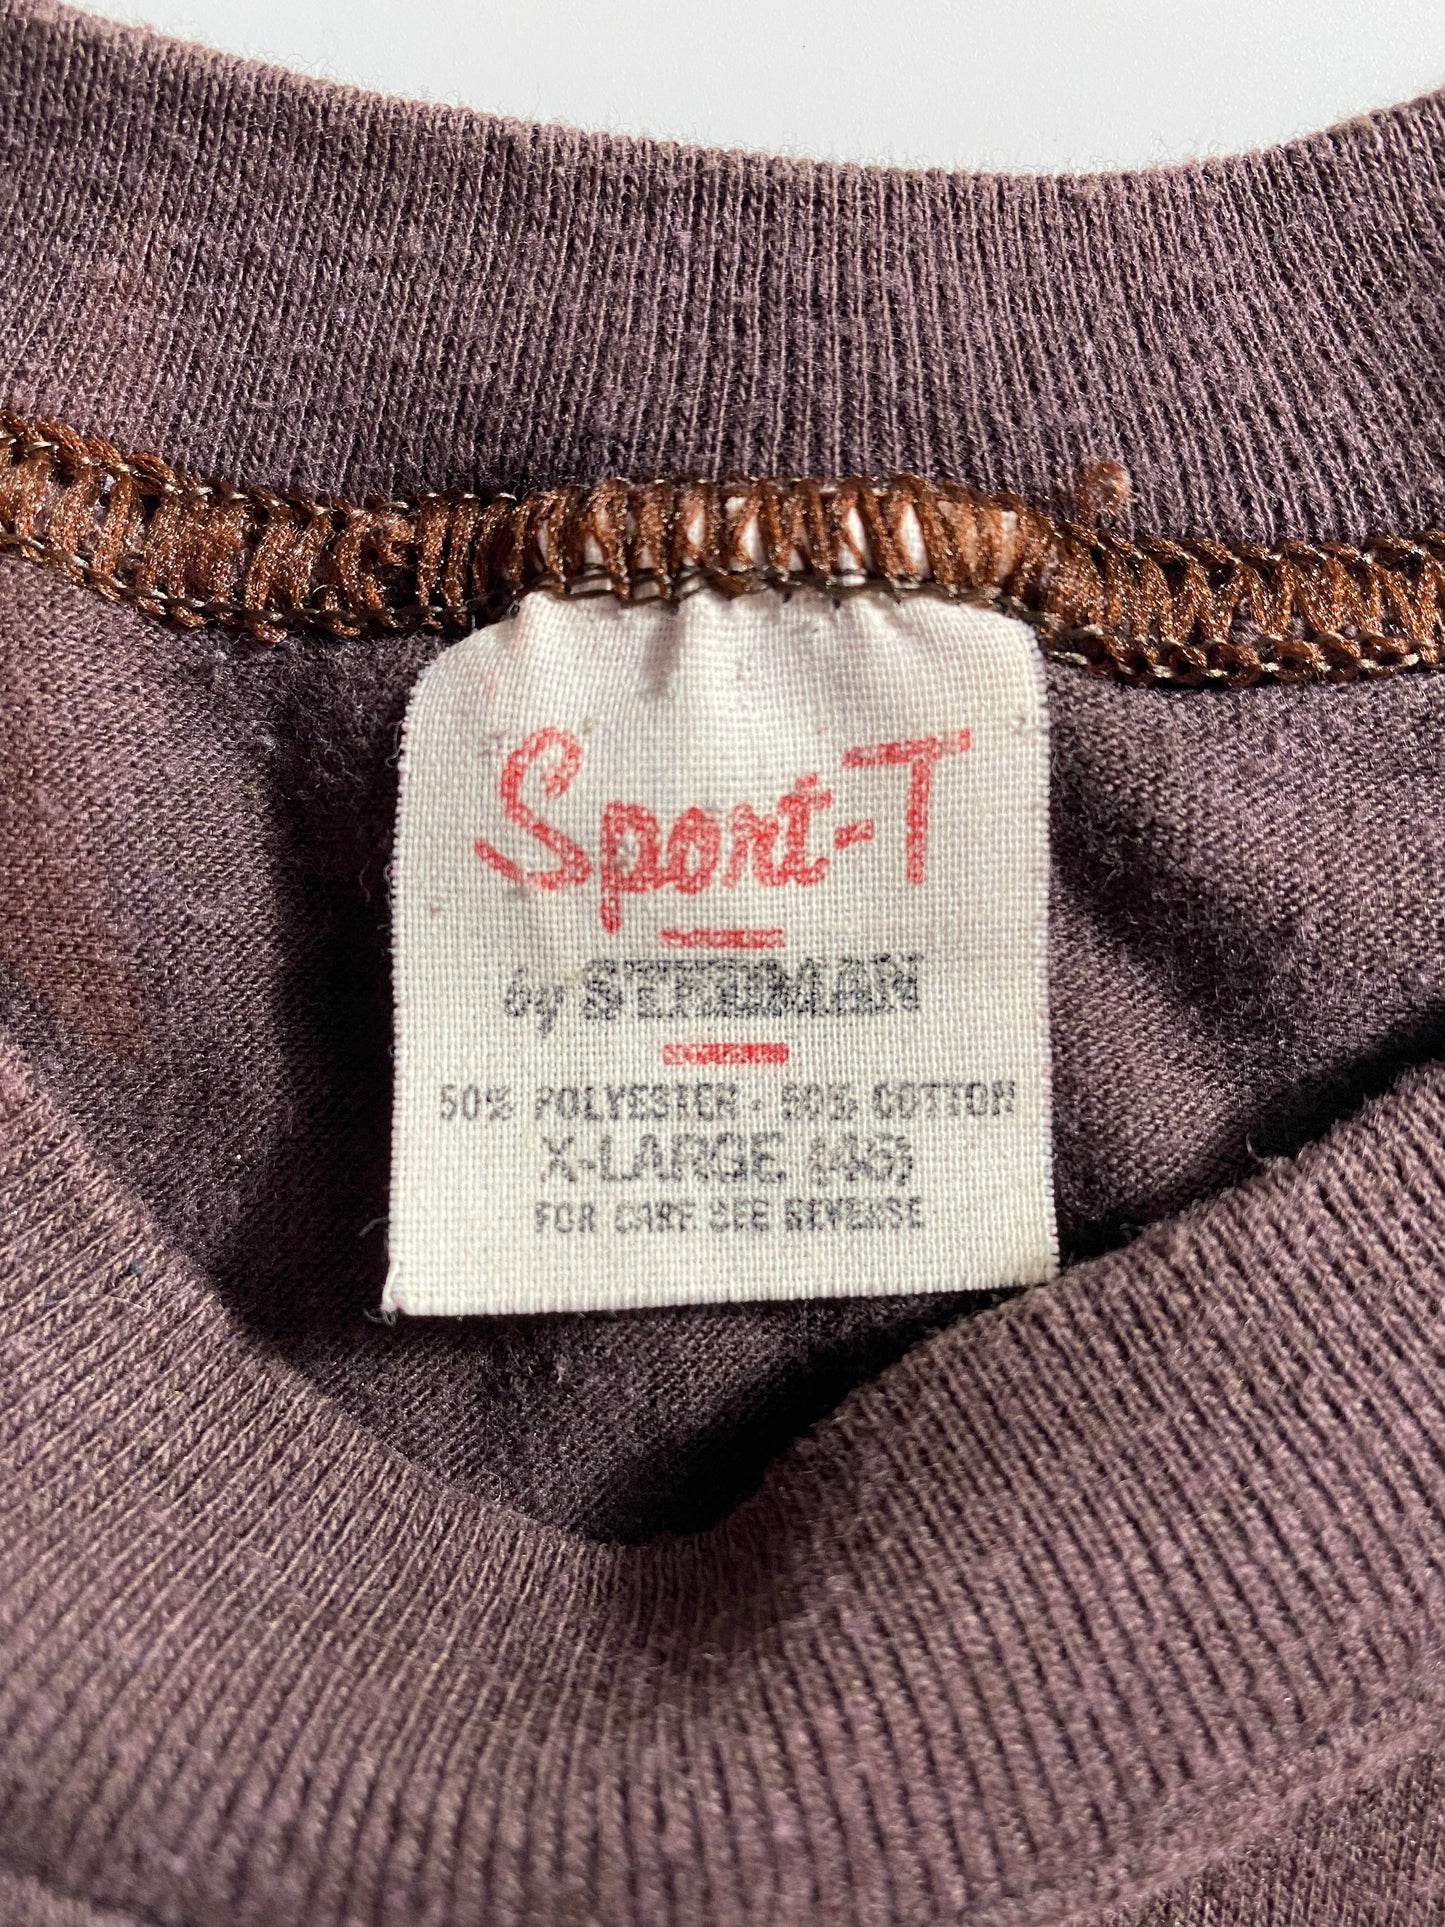 Sport-T
by STEDMAN
50% POLYESTER - 50% COTTON
X-LARGE (46)
FOR CARE SEE REVERSE